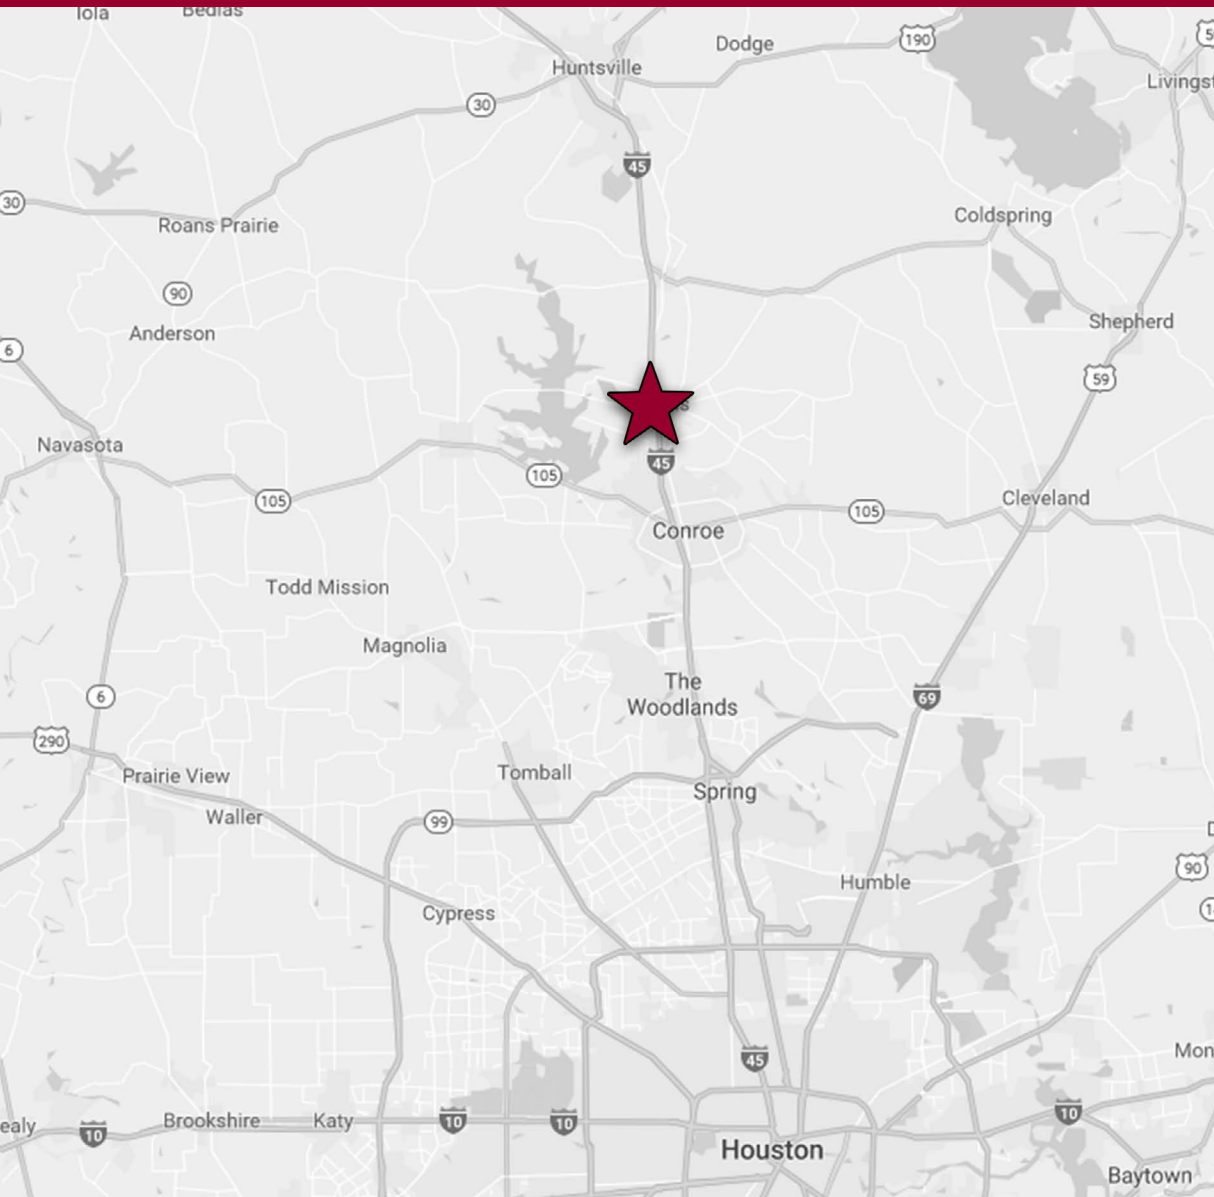 Iola
Bedias
Dodge
190
Huntsville
Livingst
30
45
30
Roans Prairie
Coldspring
90
Anderson
Shepherd
6
59
s
Navasota
45
105
105
Cleveland
105
Conroe
Todd Mission
Magnolia
The
Woodlands
6
69
290
Prairie View
Tomball
Spring
Waller
99
90
Humble
Cypress
45
Mon
10
Brookshire
Katy
10
10
ealy
10
Houston
Baytown